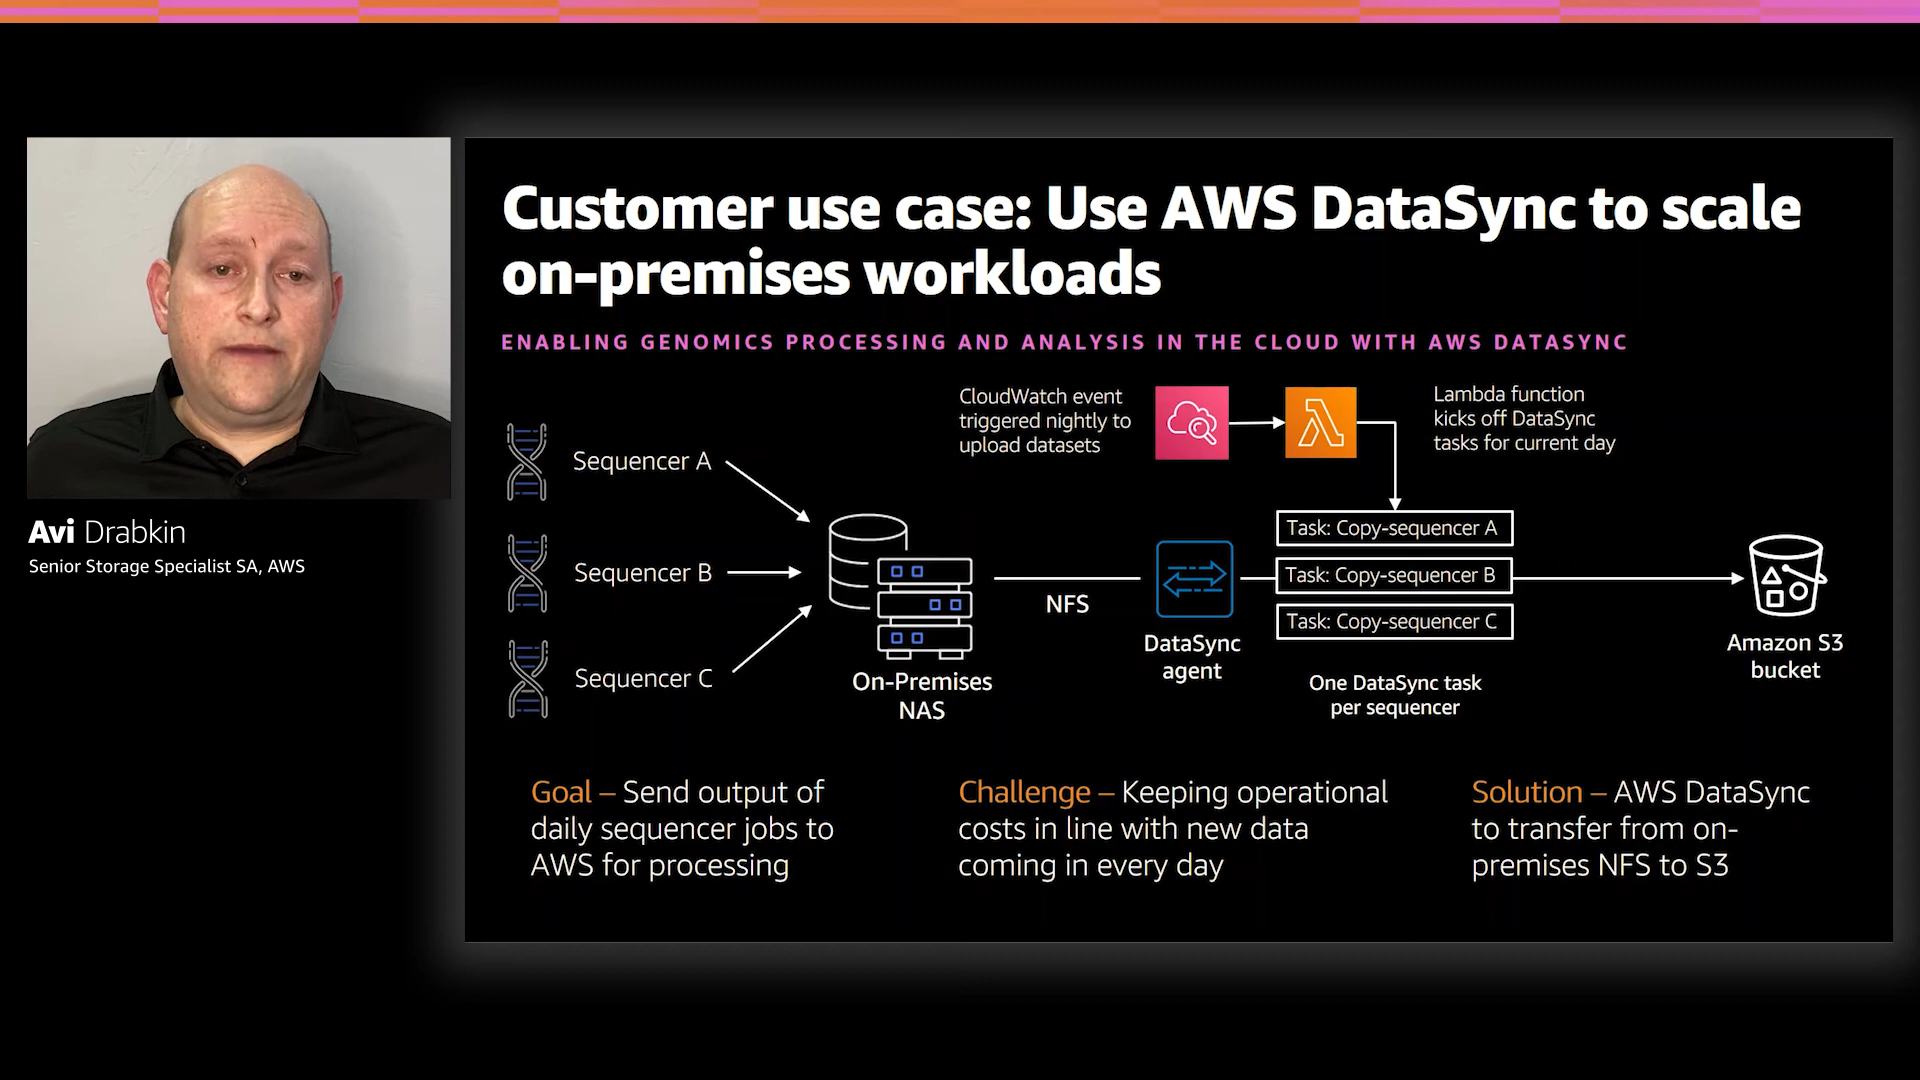 Customer use case: Use AWS DataSync to scale
on-premises workloads
ENABLING GENOMICS PROCESSING AND ANALYSIS IN THE CLOUD WITH AWS DATASYNC
CloudWatch event
triggered nightly to
upload datasets
Lambda function
kicks off DataSync
tasks for current day
Sequencer A
Sequencer B
Sequencer C
On-Premises
NAS
NFS
DataSync
agent
Task: Copy-sequencer A
Task: Copy-sequencer B
Task: Copy-sequencer C
One DataSync task
per sequencer
Amazon S3
bucket
Avi Drabkin
Senior Storage Specialist SA, AWS
Goal – Send output of
daily sequencer jobs to
AWS for processing
Challenge – Keeping operational
costs in line with new data
coming in every day
Solution – AWS DataSync
to transfer from on-
premises NFS to S3